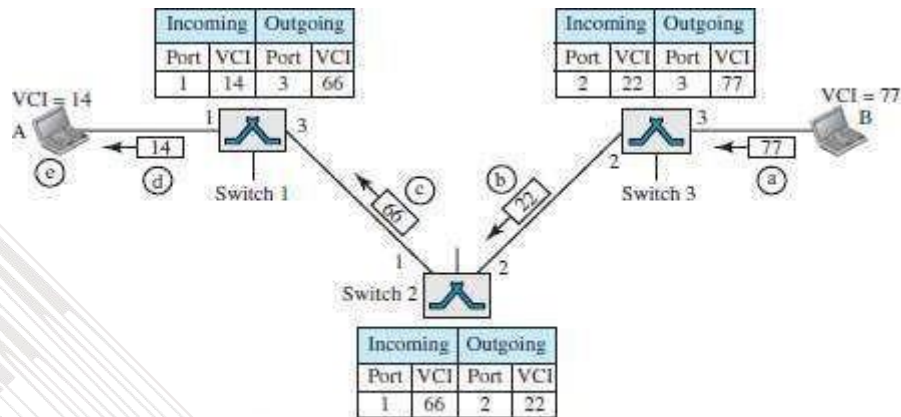 Incoming Outgoing
Port VCI Port VCI
1 14 3 66
Incoming Outgoing
Port VCI Port VCI
2 22 3 77
VCI = 14
A
1
3
14
e
d
Switch 1
VCI = 77
B
3
2
77
a
Switch 3
c
66
b
22
1
2
Switch 2
Incoming Outgoing
Port VCI Port VCI
1 66 2 22